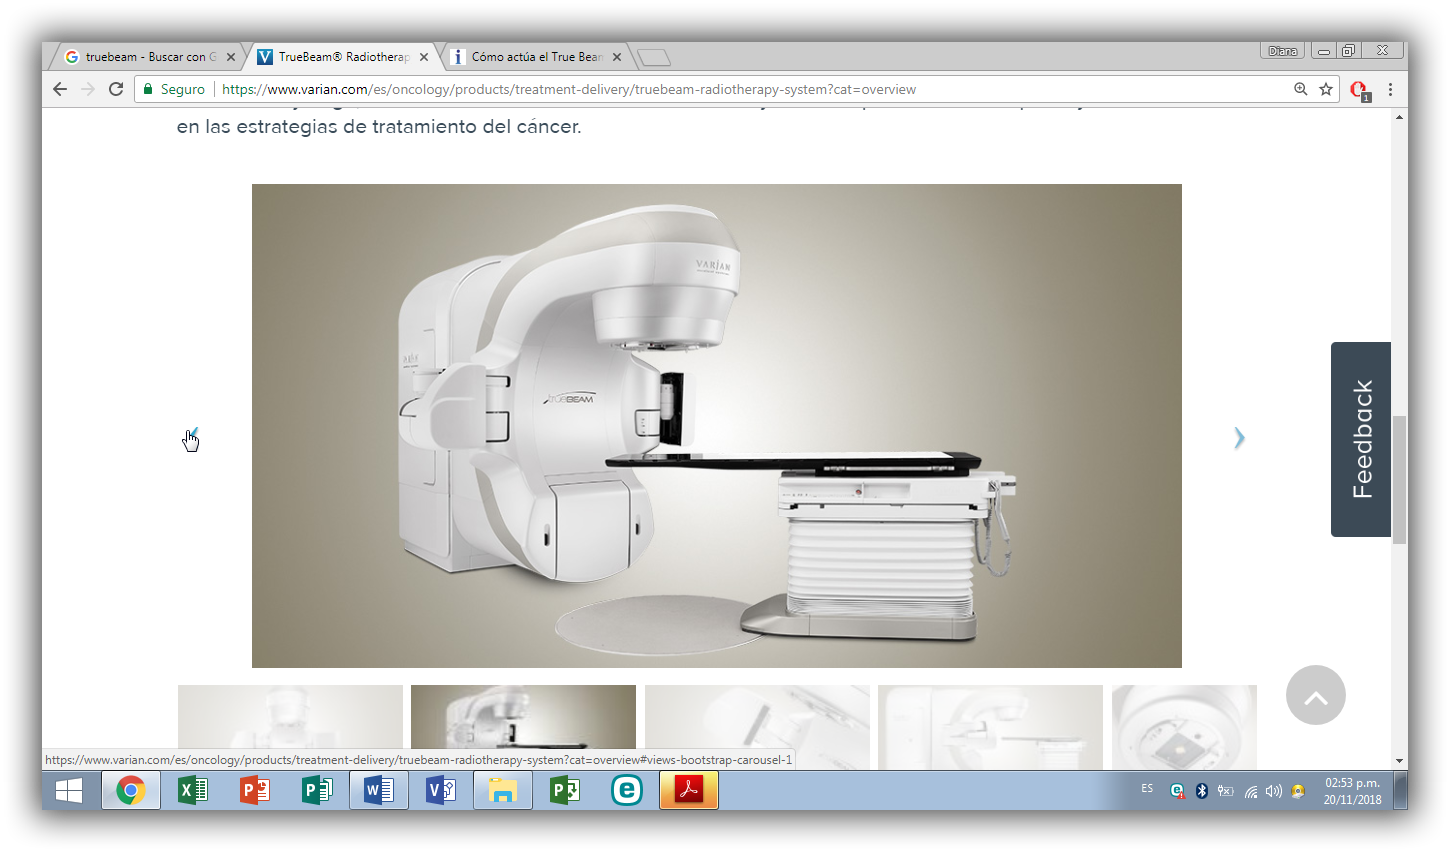 truebeam - Buscar con G
TrueBeam® Radiotherap
Cómo actúa el True Bean
Diana
Seguro
https://www.varian.com/es/oncology/products/treatment-delivery/truebeam-radiotherapy-system?cat=overview
1
en las estrategias de tratamiento del cáncer.
VARIAN
VARIAN
trueBEAM
Feedback
https://www.varian.com/es/oncology/products/treatment-delivery/truebeam-radiotherapy-system?cat=overview#views-bootstrap-carousel-1
ES
02:53 p.m.
20/11/2018